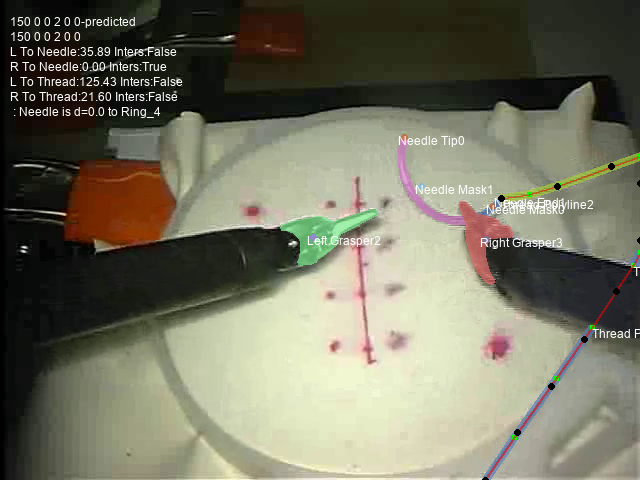 150 0 0 2 0 0-predicted
150 0 0 2 0 0
L To Needle:35.89 Inters:False
R To Needle:0.00 Inters:True
L To Thread:125.43 Inters:False
R To Thread:21.60 Inters:False
: Needle is d=0.0 to Ring_4
Needle Tip0
Needle Mask1
Needle Mask0
Left Grasper2
Right Grasper3
Thread P